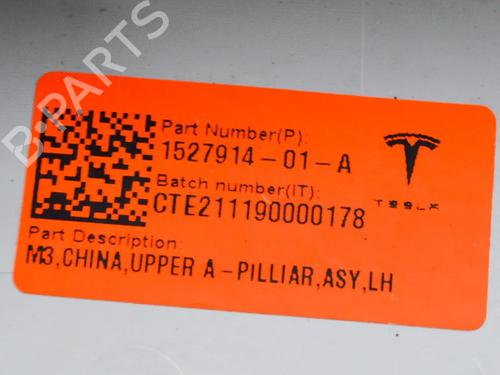 B-PARTS
Part Number(P):
1527914-01-A
Batch number(IT):
CTE211190000178
TESLA
Part Description:
M3,CHINA,UPPER A-PILLIAR,ASY,LH